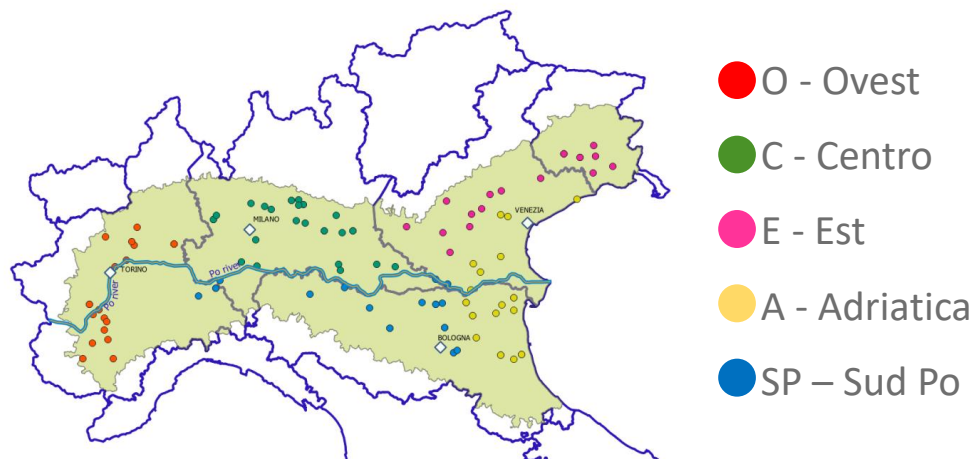 O - Ovest
C - Centro
E - Est
A - Adriatica
SP – Sud Po
MILANO
VENEZIA
TORINO
Po river
Po river
BOLOGNA